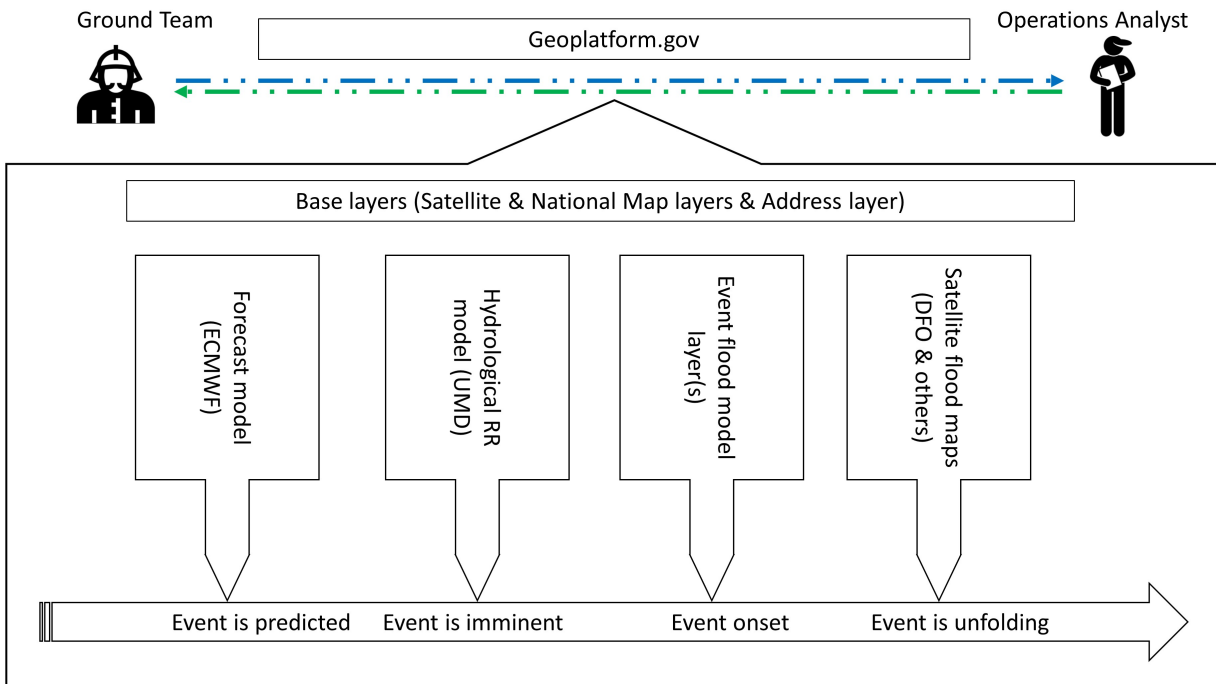 Ground Team
Geoplatform.gov
Operations Analyst
Base layers (Satellite & National Map layers & Address layer)
Forecast model
(ECMWF)
Hydrological RR
model (UMD)
Event flood model
layer(s)
Satellite flood maps
(DFO & others)
Event is predicted
Event is imminent
Event onset
Event is unfolding